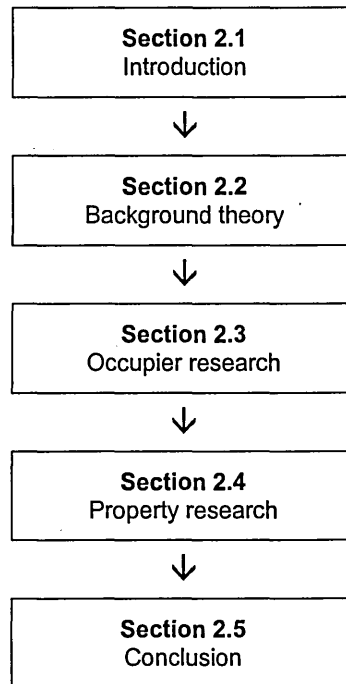 Section 2.1
Introduction
Section 2.2
Background theory
Section 2.3
Occupier research
Section 2.4
Property research
Section 2.5
Conclusion